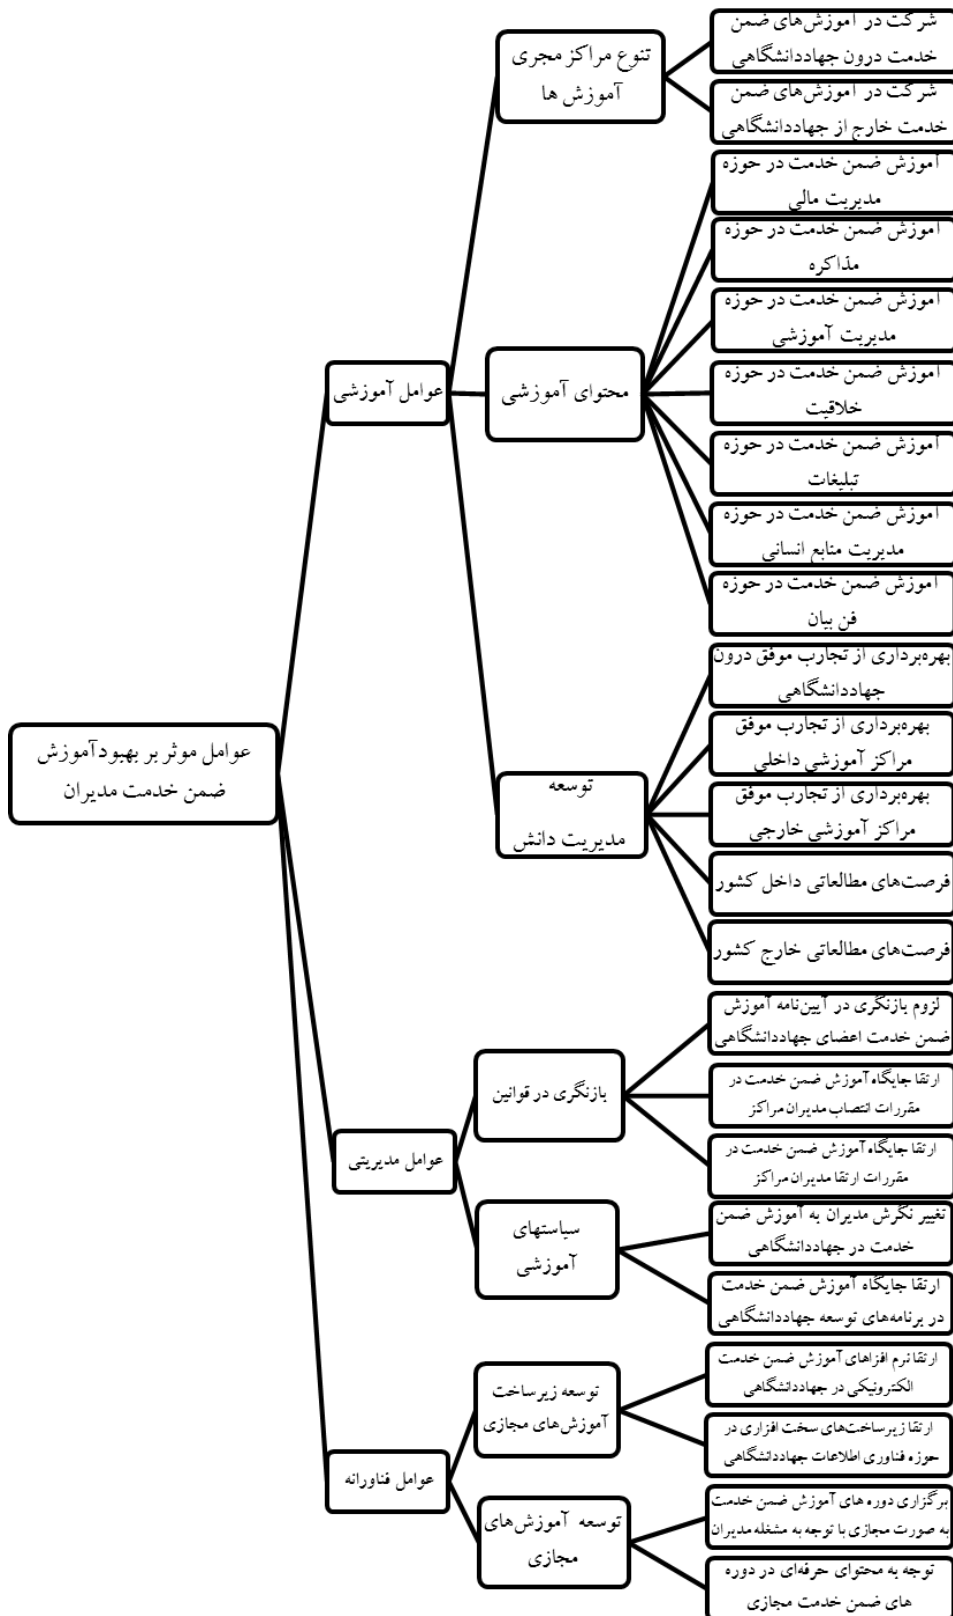 عوامل موثر بر بهبودآموزش
ضمن خدمت مدیران
عوامل آموزشی
تنوع مراکز مجری
آموزش ها
شرکت در آموزش‌های ضمن
خدمت درون جهاددانشگاهی
شرکت در آموزش‌های ضمن
خدمت خارج از جهاددانشگاهی
محتوای آموزشی
آموزش ضمن خدمت در حوزه
مدیریت مالی
آموزش ضمن خدمت در حوزه
مذاکره
آموزش ضمن خدمت در حوزه
مدیریت آموزشی
آموزش ضمن خدمت در حوزه
خلاقیت
آموزش ضمن خدمت در حوزه
تبلیغات
آموزش ضمن خدمت در حوزه
مدیریت منابع انسانی
آموزش ضمن خدمت در حوزه
فن بیان
توسعه
مدیریت دانش
بهره‌برداری از تجارب موفق درون
جهاددانشگاهی
بهره‌برداری از تجارب موفق
مراکز آموزشی داخلی
بهره‌برداری از تجارب موفق
مراکز آموزشی خارجی
فرصت‌های مطالعاتی داخل کشور
فرصت‌های مطالعاتی خارج کشور
عوامل مدیریتی
بازنگری در قوانین
لزوم بازنگری در آیین‌نامه آموزش
ضمن خدمت اعضای جهاددانشگاهی
ارتقا جایگاه آموزش ضمن خدمت در
مقررات انتصاب مدیران مراکز
ارتقا جایگاه آموزش ضمن خدمت در
مقررات ارتقا مدیران مراکز
سیاستهای
آموزشی
تغییر نگرش مدیران به آموزش ضمن
خدمت در جهاددانشگاهی
ارتقا جایگاه آموزش ضمن خدمت
در برنامه‌های توسعه جهاددانشگاهی
عوامل فناورانه
توسعه زیرساخت
آموزش‌های مجازی
ارتقا نرم افزاهای آموزش ضمن خدمت
الکترونیکی در جهاددانشگاهی
ارتقا زیرساخت‌های سخت افزاری در
حوزه فناوری اطلاعات جهاددانشگاهی
توسعه آموزش‌های
مجازی
برگزاری دوره های آموزش ضمن خدمت
به صورت مجازی با توجه به مشغله مدیران
توجه به محتوای حرفه‌ای در دوره
های ضمن خدمت مجازی